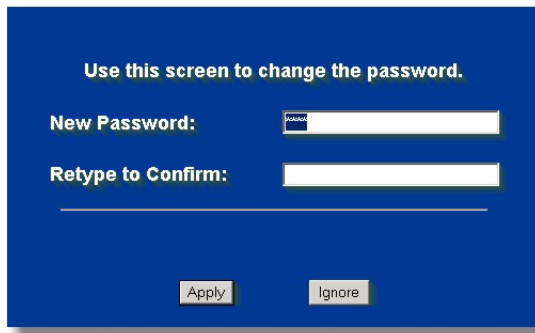 Use this screen to change the password.
New Password: ****
Retype to Confirm:
Apply Ignore